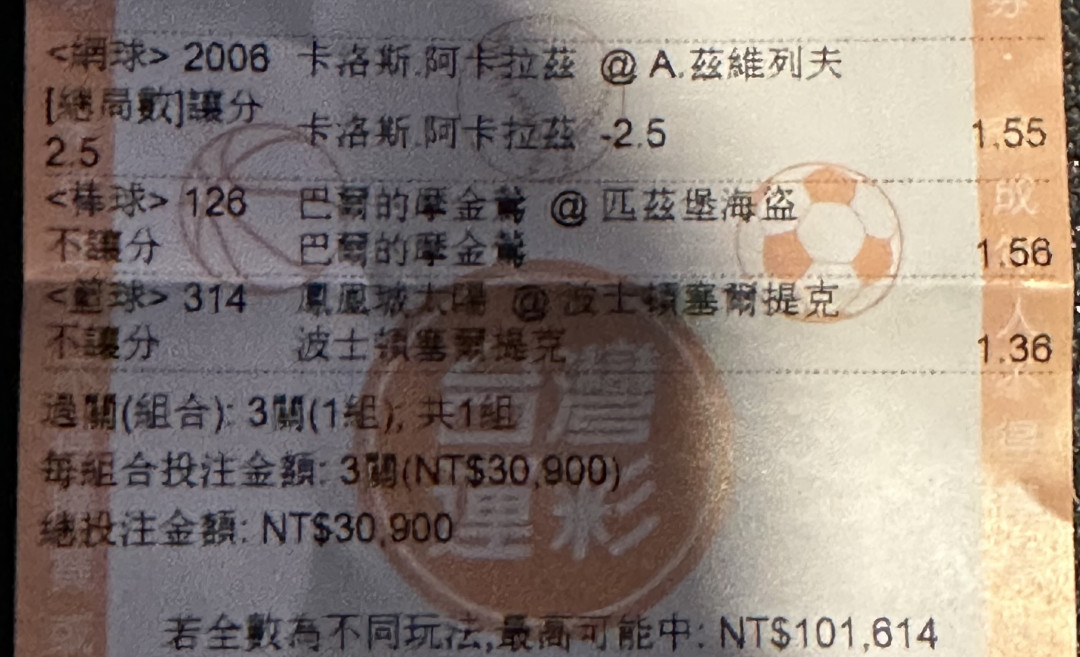 <網球> 2006 卡洛斯.阿卡拉茲 @ A.茲維列夫
[總局數]讓分
2.5
卡洛斯.阿卡拉茲 -2.5 1.55
<棒球> 126 巴爾的摩金鶯 @ 匹茲堡海盜
不讓分 巴爾的摩金鶯 1.56
<籃球> 314 鳳凰城太陽 @ 波士頓塞爾提克
不讓分 波士頓塞爾提克 1.36
過關(組合): 3關(1組), 共1組
每組合投注金額: 3關(NT$30,900)
總投注金額: NT$30,900
若全數為不同玩法,最高可能中: NT$101,614
台灣
運彩